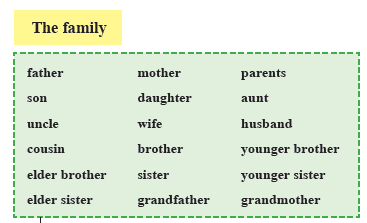 The family
father mother parents
son daughter aunt
uncle wife husband
cousin brother younger brother
elder brother sister younger sister
elder sister grandfather grandmother